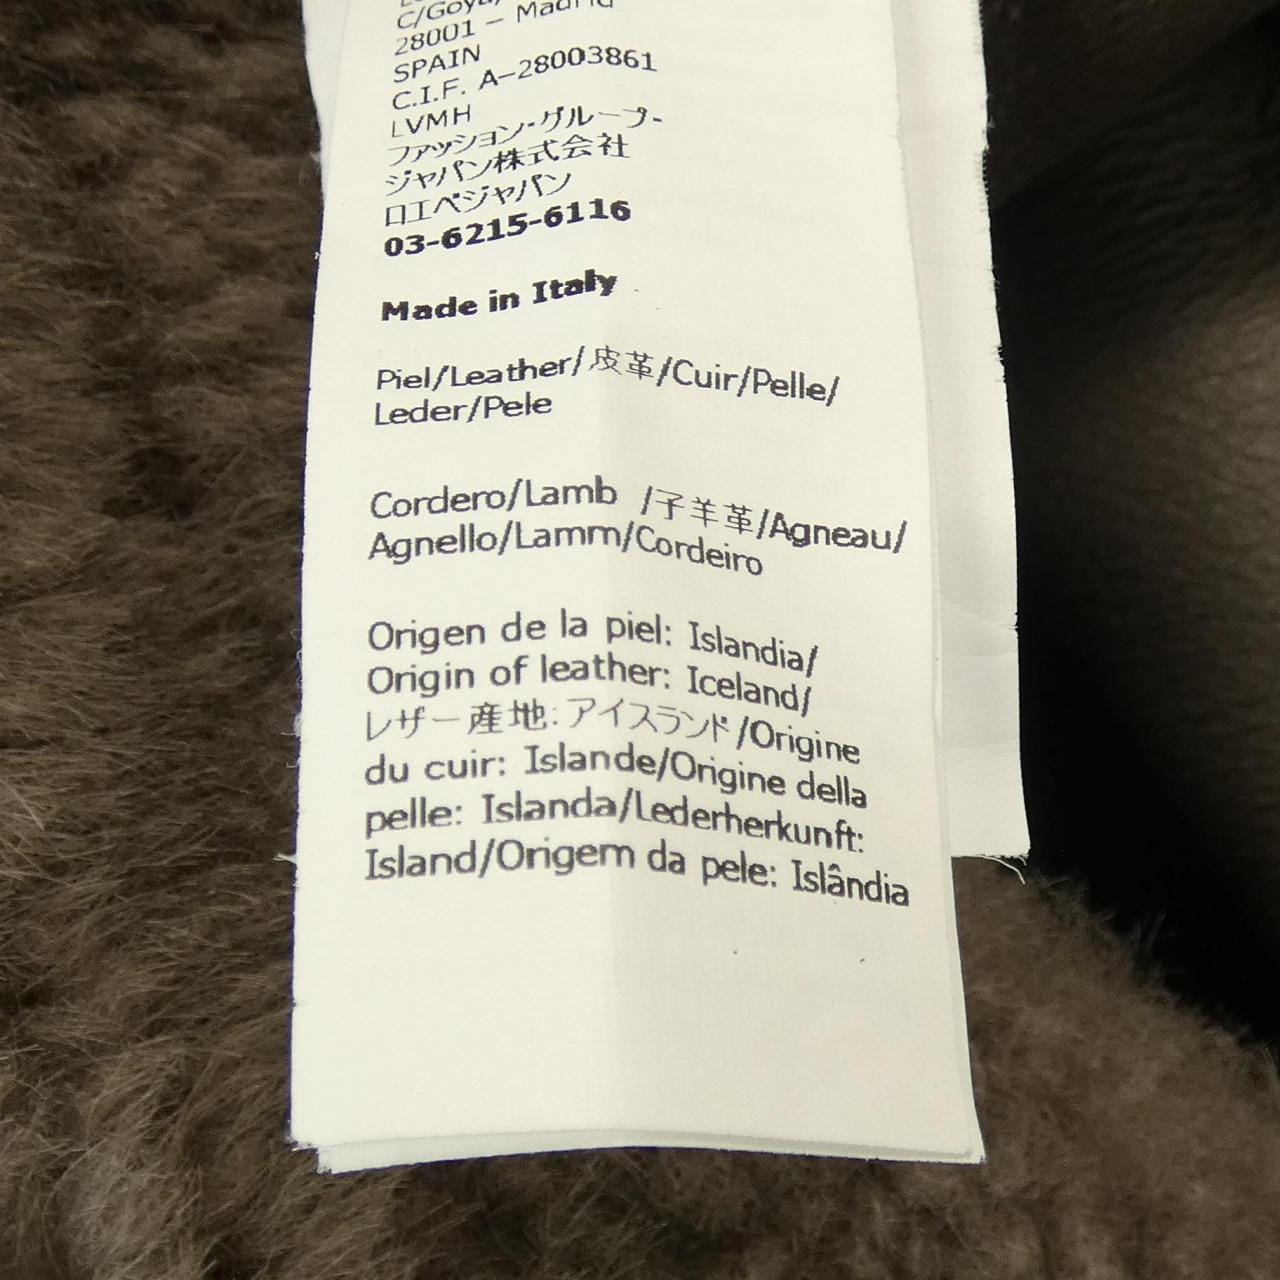 C/Goya,
28001 – Madrid
SPAIN
C.I.F. A–28003861
LVMH
ファッション・グループ・
ジャパン株式会社
ロエベジャパン
03-6215-6116
Made in Italy
Piel/Leather/皮革/Cuir/Pelle/
Leder/Pele
Cordero/Lamb /子羊革/Agneau/
Agnello/Lamm/Cordeiro
Origen de la piel: Islandia/
Origin of leather: Iceland/
レザー産地:アイスランド/Origine
du cuir: Islande/Origine della
pelle: Islanda/Lederherkunft:
Island/Origem da pele: Islândia